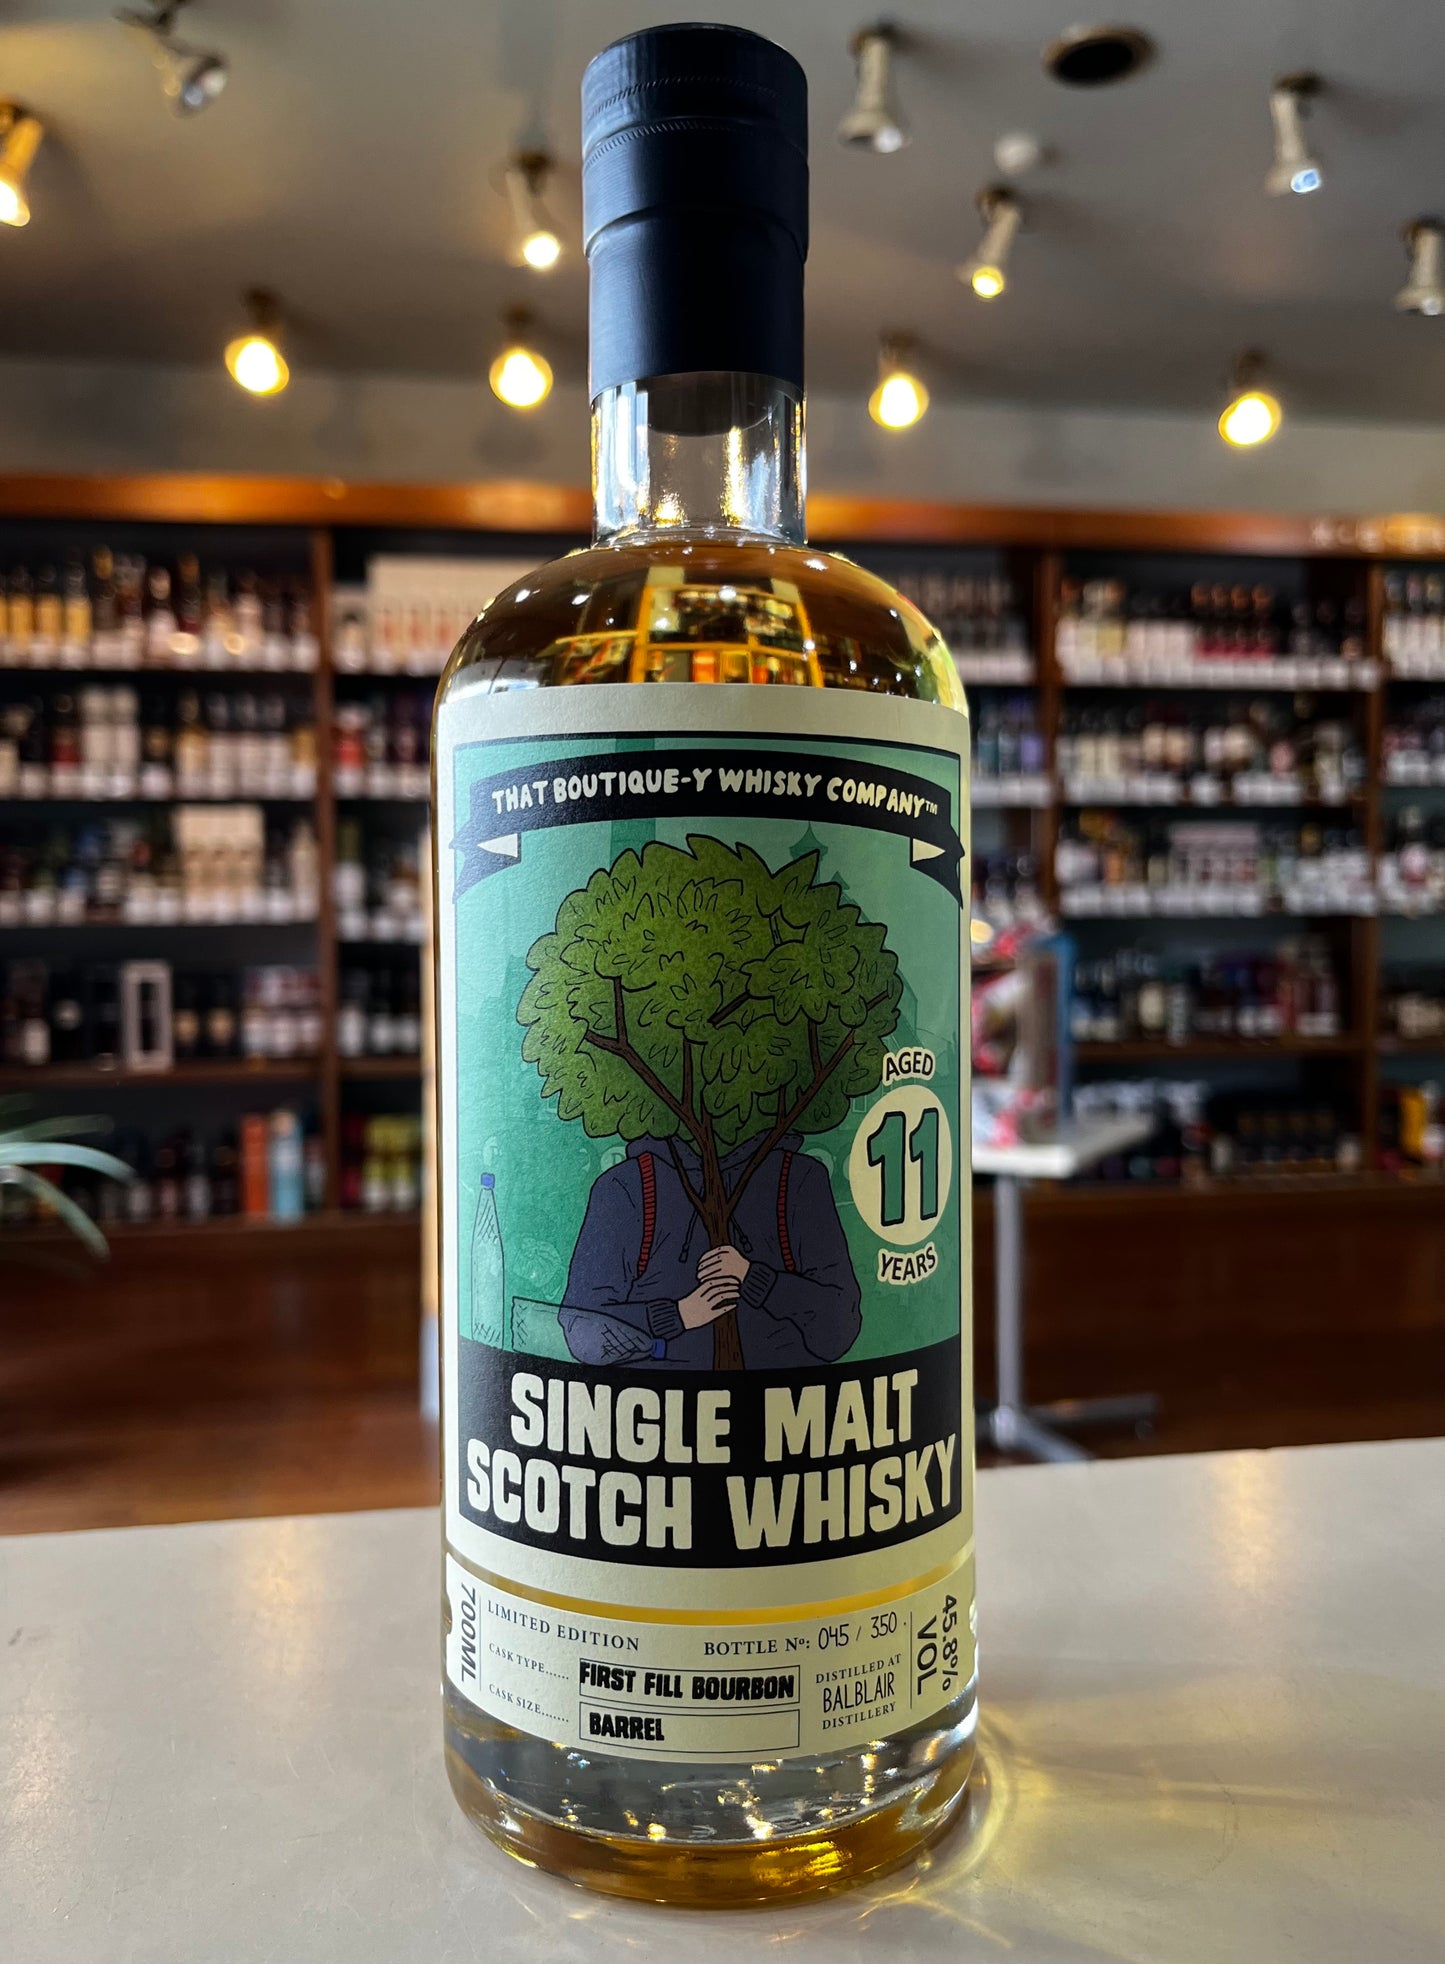 THAT BOUTIQUE-Y WHISKY COMPANY™
AGED
11
YEARS
SINGLE MALT
SCOTCH WHISKY
700ML
LIMITED EDITION
BOTTLE Nº: 045 / 350
CASK TYPE...... FIRST FILL BOURBON
CASK SIZE....... BARREL
DISTILLED AT
BALBLAIR
DISTILLERY
45.8%
VOL